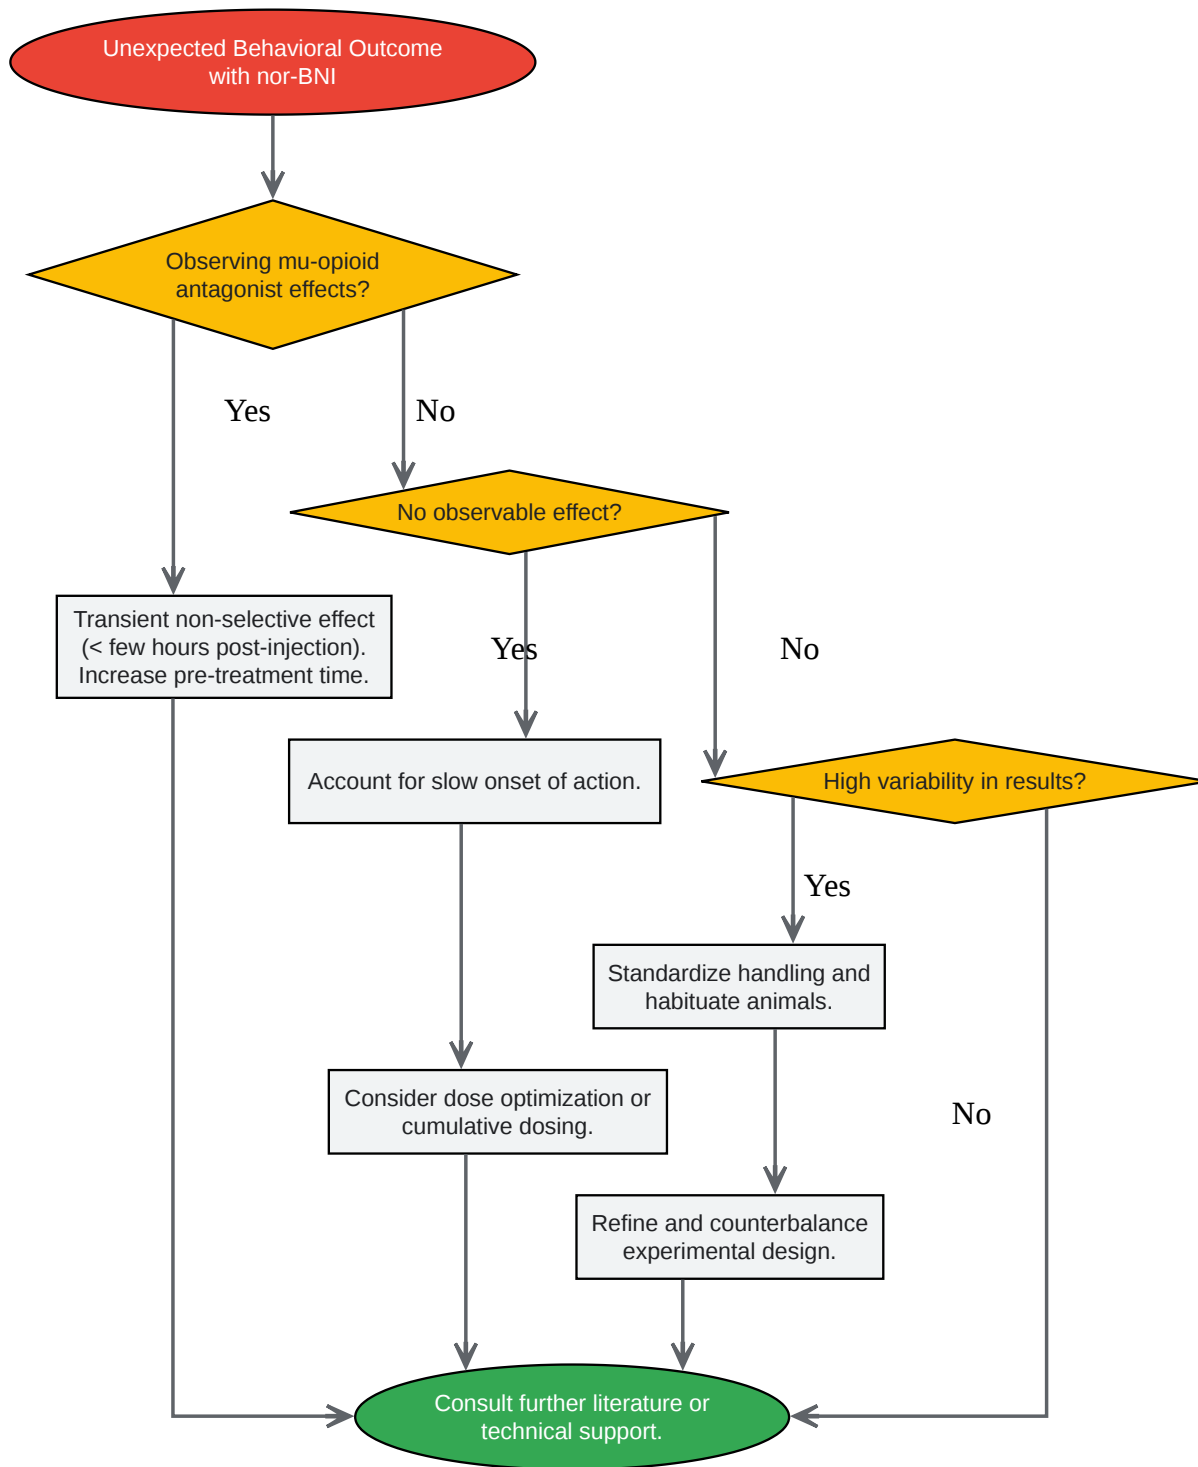 Unexpected Behavioral Outcome
with nor-BNI
Observing mu-opioid
antagonist effects?
Yes
No
No observable effect?
Transient non-selective effect
(< few hours post-injection).
Increase pre-treatment time.
Yes
No
Account for slow onset of action.
High variability in results?
Yes
Standardize handling and
habituate animals.
Consider dose optimization or
cumulative dosing.
No
Refine and counterbalance
experimental design.
Consult further literature or
technical support.